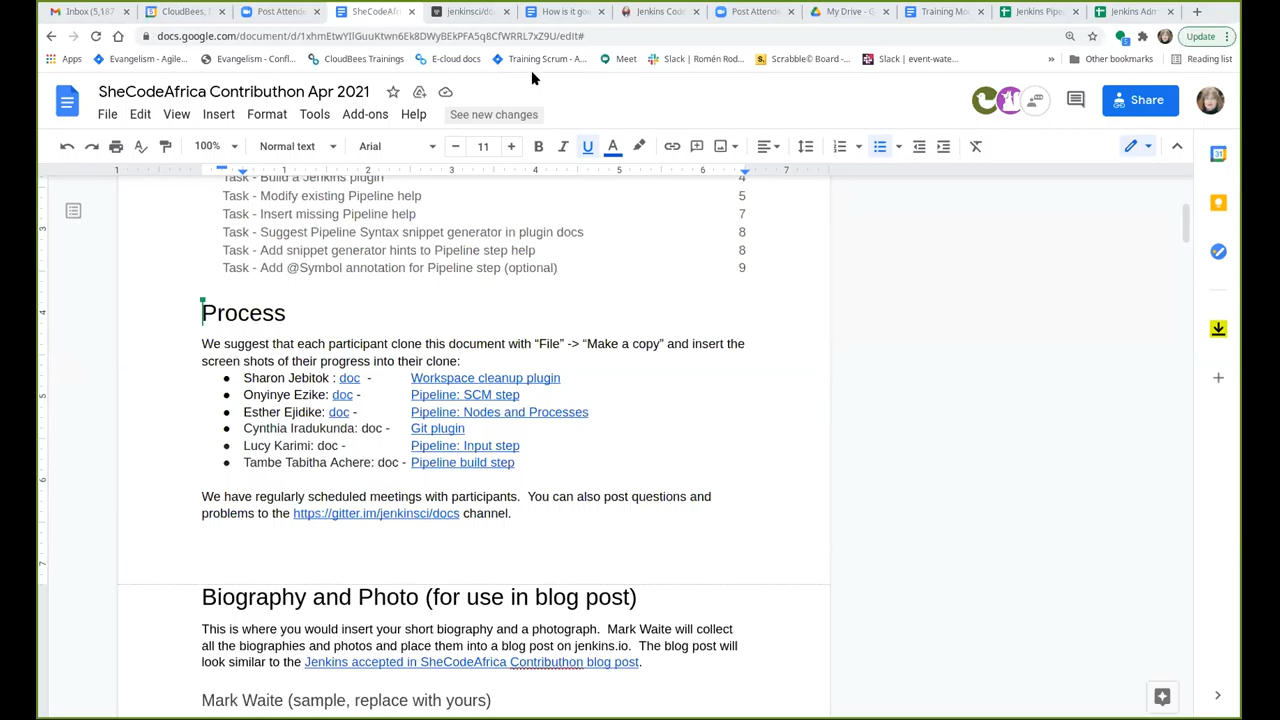 Inbox (5,187
CloudBees,
Post Attende
SheCodeAfri
jenkinsci/do
How is it go
Jenkins Code
Post Attende
My Drive - G
Training Mo
Jenkins Pipe
Jenkins Adm
docs.google.com/document/d/1xhmEtwYIlGuuKtwn6Ek8DWyBEkPFA5q8CfWRRL7xZ9U/edit#
Update
Apps
Evangelism - Agile...
Evangelism - Confl...
CloudBees Trainings
E-cloud docs
Training Scrum - A...
Meet
Slack | Romén Rod...
Scrabble© Board -...
Slack | event-wate...
»
Other bookmarks
Reading list
SheCodeAfrica Contributhon Apr 2021
Share
File Edit View Insert Format Tools Add-ons Help See new changes
100% Normal text Arial 11 B I U A
1 1 2 3 4 5 6 7
Task - Build a Jenkins plugin 4
Task - Modify existing Pipeline help 5
Task - Insert missing Pipeline help 7
Task - Suggest Pipeline Syntax snippet generator in plugin docs 8
Task - Add snippet generator hints to Pipeline step help 8
Task - Add @Symbol annotation for Pipeline step (optional) 9
Process
We suggest that each participant clone this document with “File” -> “Make a copy” and insert the
screen shots of their progress into their clone:
● Sharon Jebitok : doc - Workspace cleanup plugin
● Onyinye Ezike: doc - Pipeline: SCM step
● Esther Ejidike: doc - Pipeline: Nodes and Processes
● Cynthia Iradukunda: doc - Git plugin
● Lucy Karimi: doc - Pipeline: Input step
● Tambe Tabitha Achere: doc - Pipeline build step
We have regularly scheduled meetings with participants. You can also post questions and
problems to the https://gitter.im/jenkinsci/docs channel.
Biography and Photo (for use in blog post)
This is where you would insert your short biography and a photograph. Mark Waite will collect
all the biographies and photos and place them into a blog post on jenkins.io. The blog post will
look similar to the Jenkins accepted in SheCodeAfrica Contributhon blog post.
Mark Waite (sample, replace with yours)